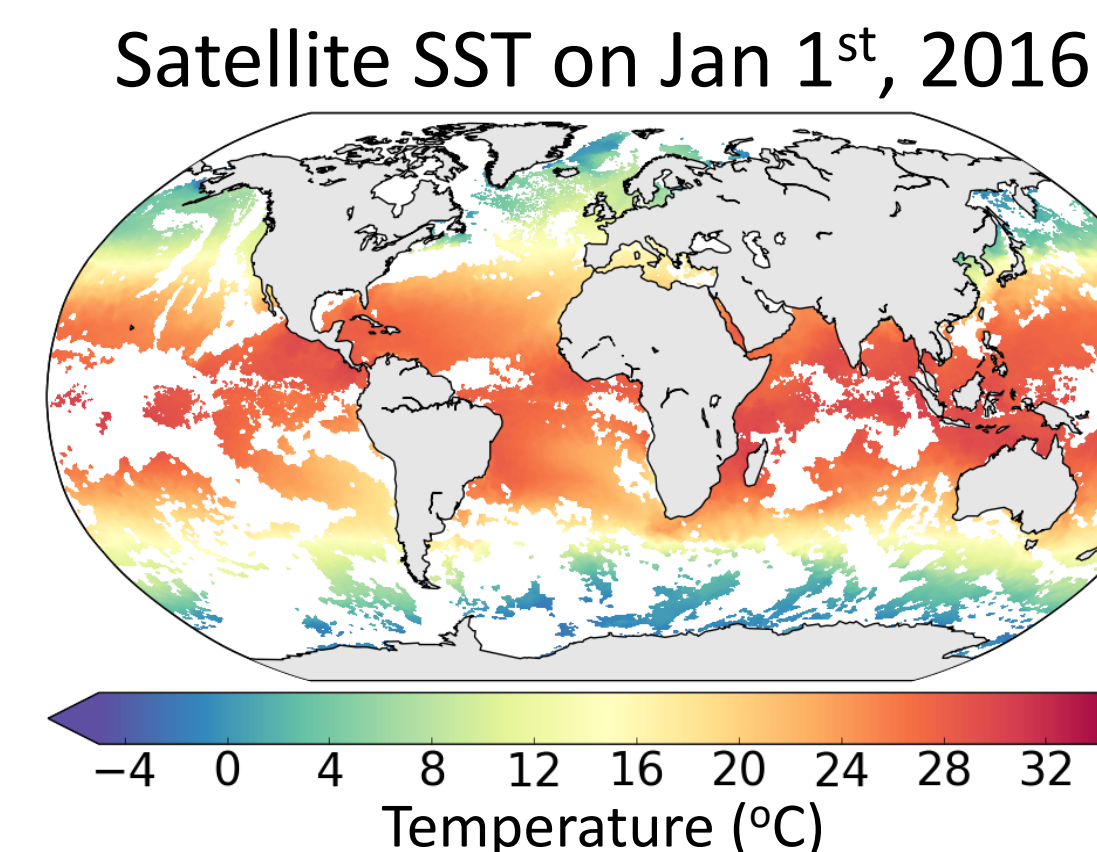 Satellite SST on Jan 1st, 2016
−4 0 4 8 12 16 20 24 28 32
Temperature (oC)